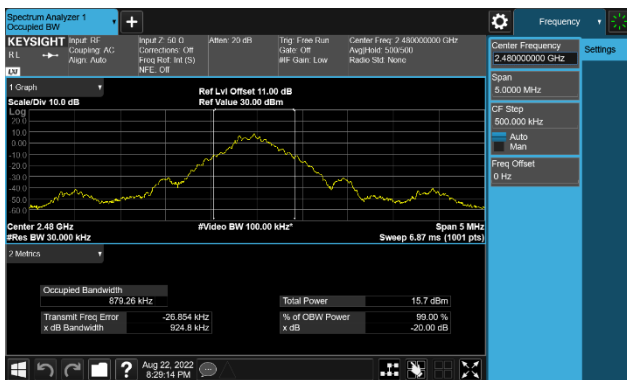 Spectrum Analyzer 1
Occupied BW
Frequency
KEYSIGHT
RL
LXI
Input: RF
Coupling: AC
Align: Auto
Input Z: 50 Ω
Corrections: Off
Freq Ref: Int (S)
NFE: Off
Atten: 20 dB
Trig: Free Run
Gate: Off
#IF Gain: Low
Center Freq: 2.480000000 GHz
Avg|Hold: 500/500
Radio Std: None
Center Frequency
2.480000000 GHz
Settings
Span
5.0000 MHz
CF Step
500.000 kHz
Auto
Man
Freq Offset
0 Hz
1 Graph
Scale/Div 10.0 dB
Ref Lvl Offset 11.00 dB
Ref Value 30.00 dBm
Log
20.0
10.0
0.00
-10.0
-20.0
-30.0
-40.0
-50.0
-60.0
Center 2.48 GHz
#Res BW 30.000 kHz
#Video BW 100.00 kHz*
Span 5 MHz
Sweep 6.87 ms (1001 pts)
2 Metrics
Occupied Bandwidth
879.26 kHz
Total Power 15.7 dBm
Transmit Freq Error -26.854 kHz
% of OBW Power 99.00 %
x dB Bandwidth 924.8 kHz
x dB -20.00 dB
?
Aug 22, 2022
8:29:14 PM